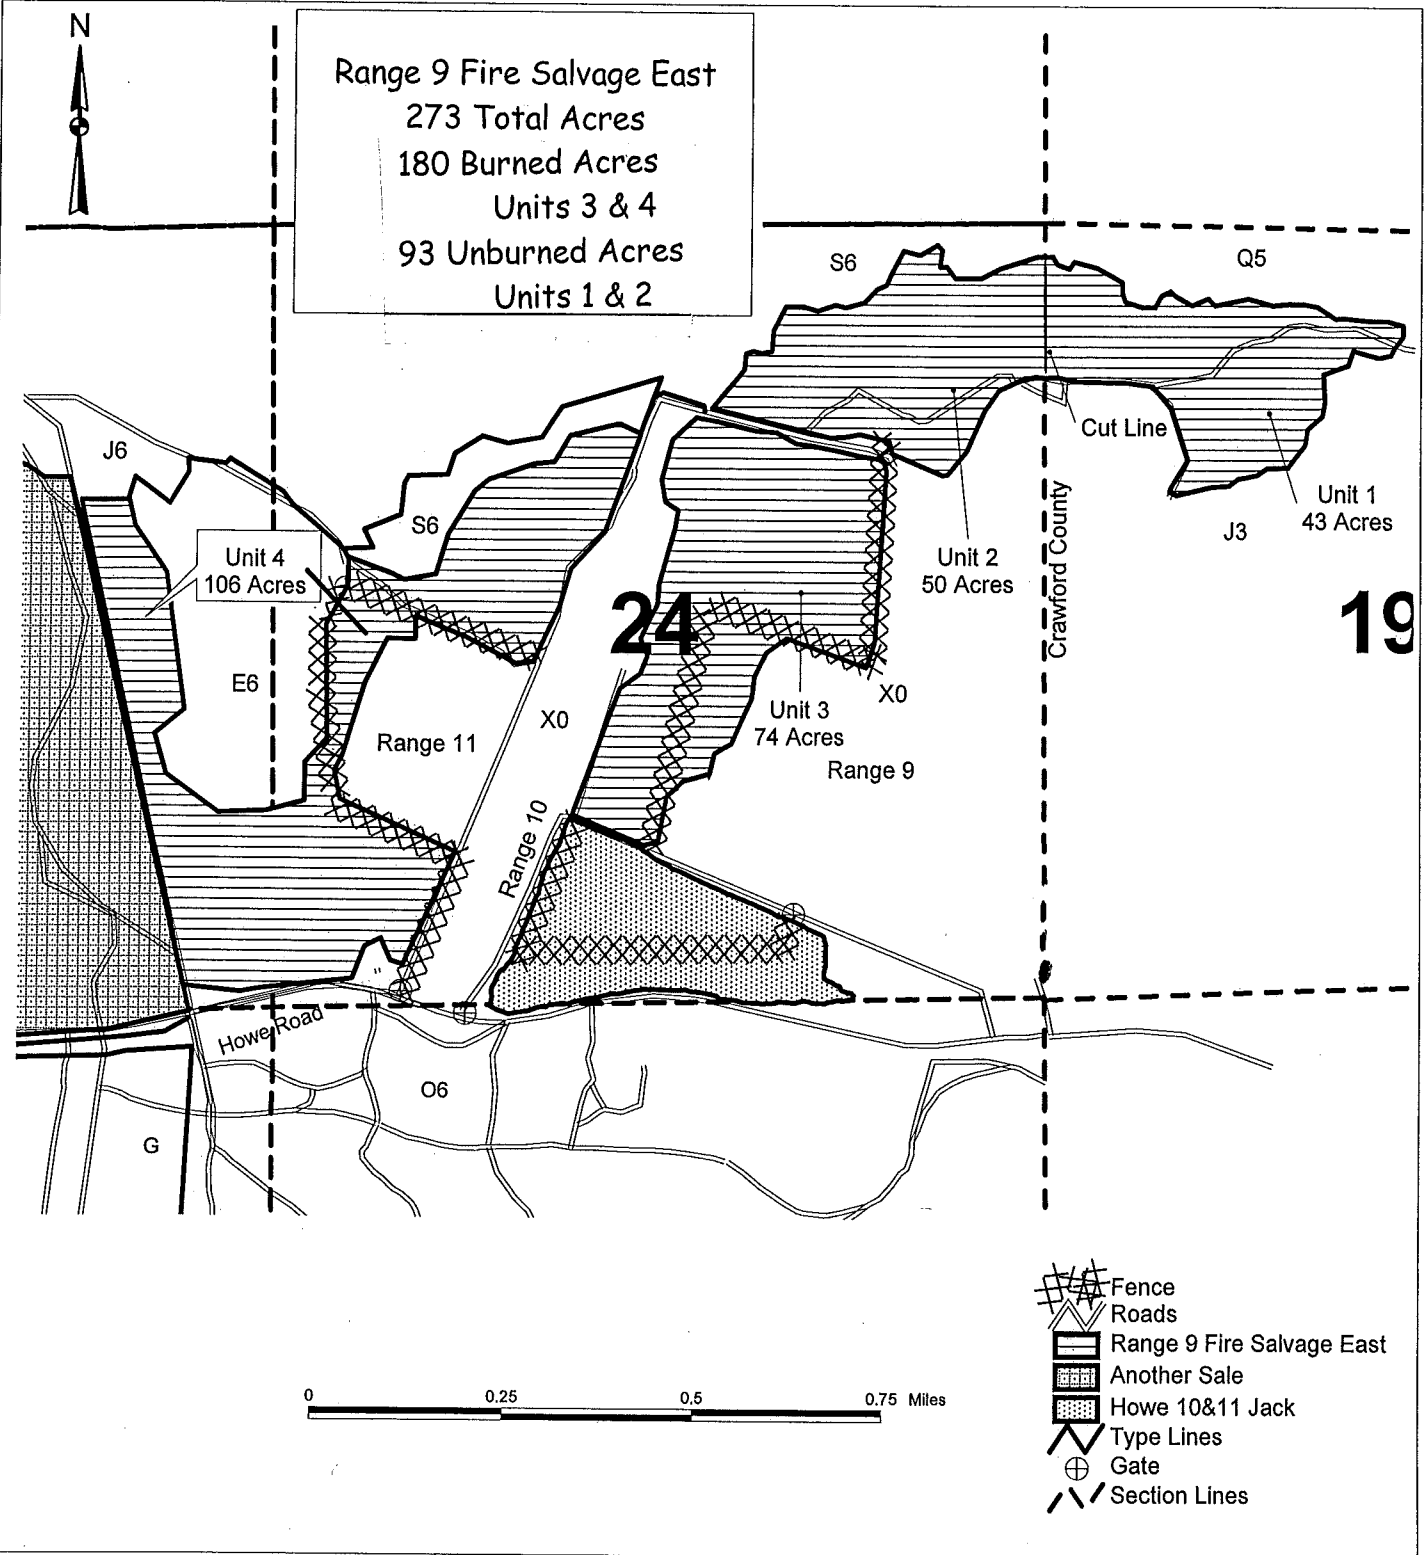 N
Range 9 Fire Salvage East
273 Total Acres
180 Burned Acres
Units 3 & 4
93 Unburned Acres
Units 1 & 2
S6
Q5
J6
S6
Cut Line
Unit 1
43 Acres
J3
Unit 4
106 Acres
Unit 2
50 Acres
Crawford County
24
19
E6
X0
X0
Unit 3
74 Acres
Range 11
Range 9
Range 10
Howe Road
O6
G
Fence
Roads
Range 9 Fire Salvage East
Another Sale
Howe 10&11 Jack
Type Lines
Gate
Section Lines
0 0.25 0.5 0.75 Miles